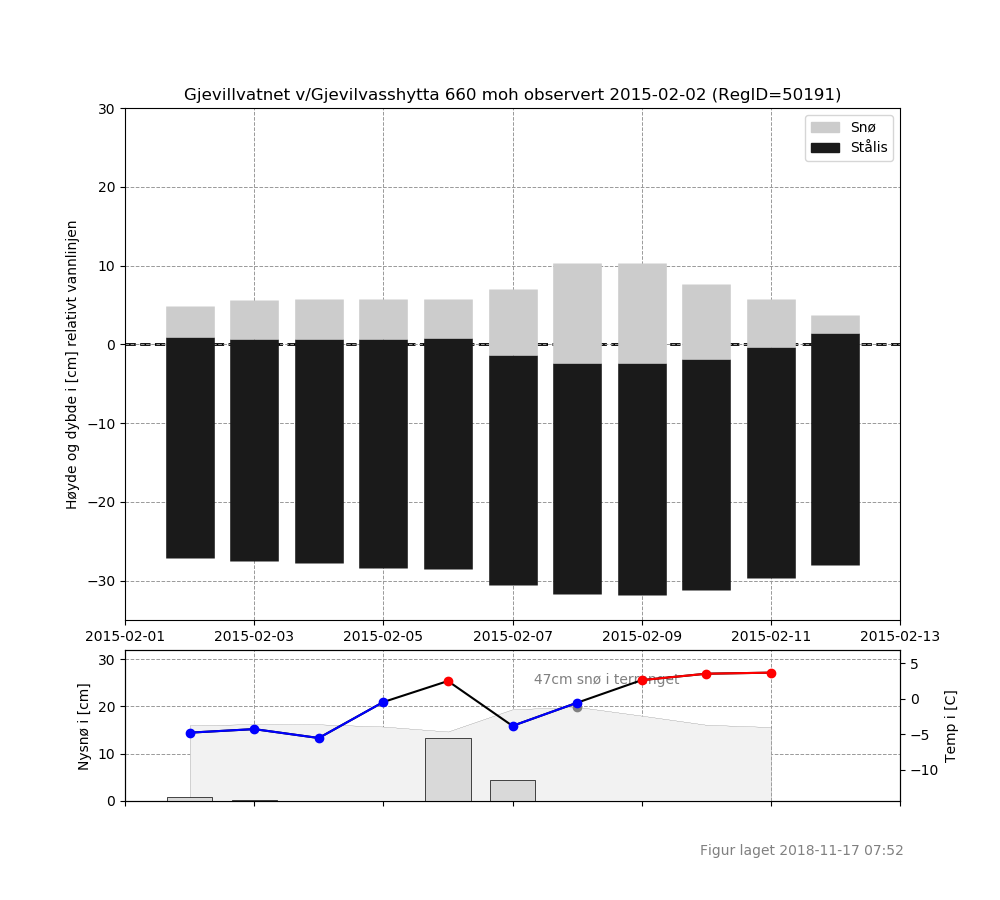 Gjevillvatnet v/Gjevilvasshytta 660 moh observert 2015-02-02 (RegID=50191)
Snø
Stålis
Høyde og dybde i [cm] relativt vannlinjen
30
20
10
0
−10
−20
−30
2015-02-01 2015-02-03 2015-02-05 2015-02-07 2015-02-09 2015-02-11 2015-02-13
Nysnø i [cm]
30
20
10
0
47cm snø i terrenget
5
0
−5
−10
Temp i [C]
Figur laget 2018-11-17 07:52